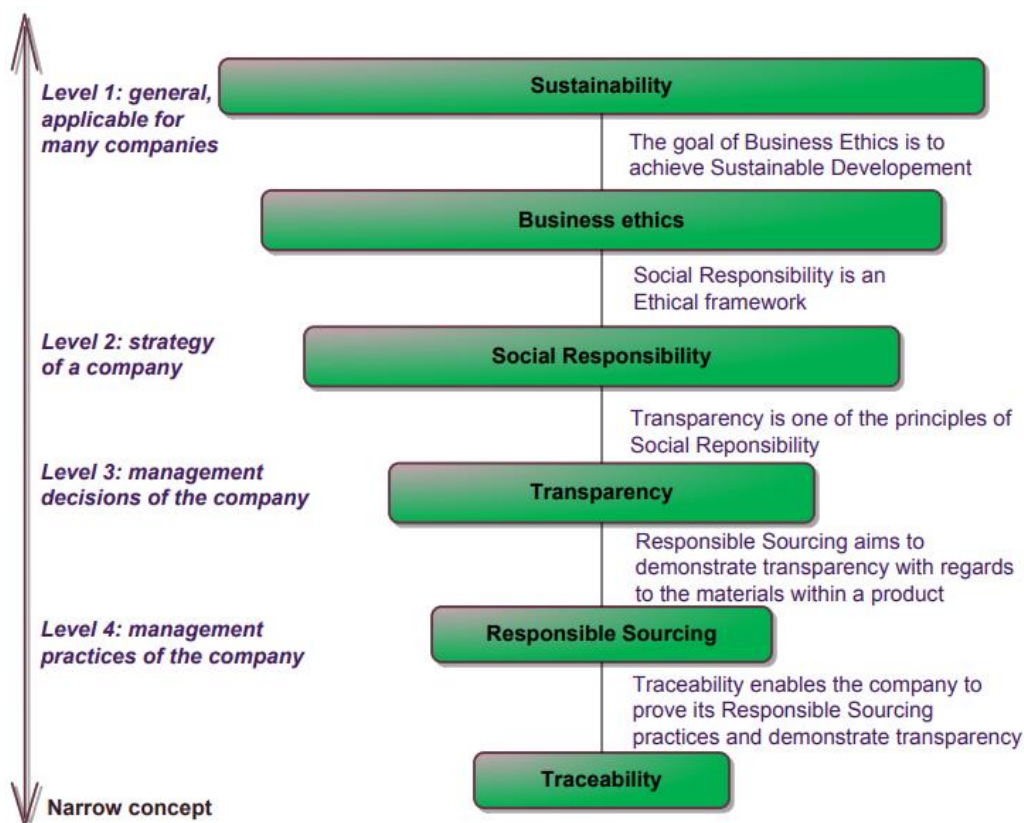 Sustainability
Level 1: general,
applicable for
many companies
The goal of Business Ethics is to
achieve Sustainable Developement
Business ethics
Social Responsibility is an
Ethical framework
Level 2: strategy
of a company
Social Responsibility
Transparency is one of the principles of
Social Reponsibility
Level 3: management
decisions of the company
Transparency
Responsible Sourcing aims to
demonstrate transparency with regards
to the materials within a product
Level 4: management
practices of the company
Responsible Sourcing
Traceability enables the company to
prove its Responsible Sourcing
practices and demonstrate transparency
Traceability
Narrow concept